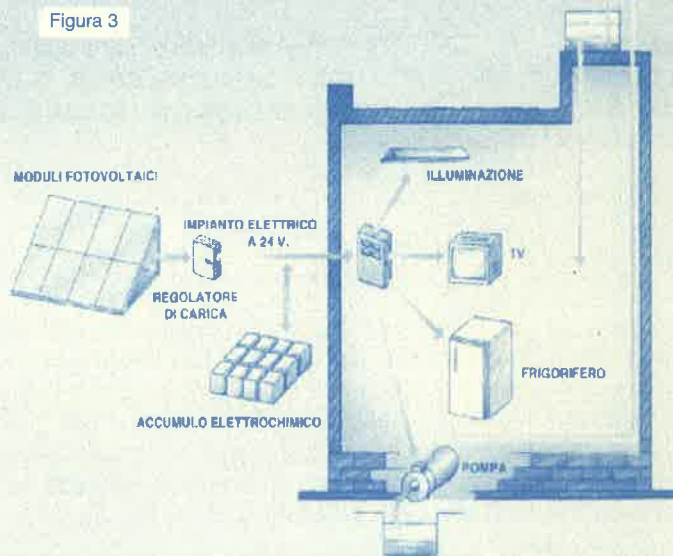 Figura 3
MODULI FOTOVOLTAICI
ILLUMINAZIONE
IMPIANTO ELETTRICO
A 24 V.
TV
REGOLATORE
DI CARICA
FRIGORIFERO
ACCUMULO ELETTROCHIMICO
POMPA